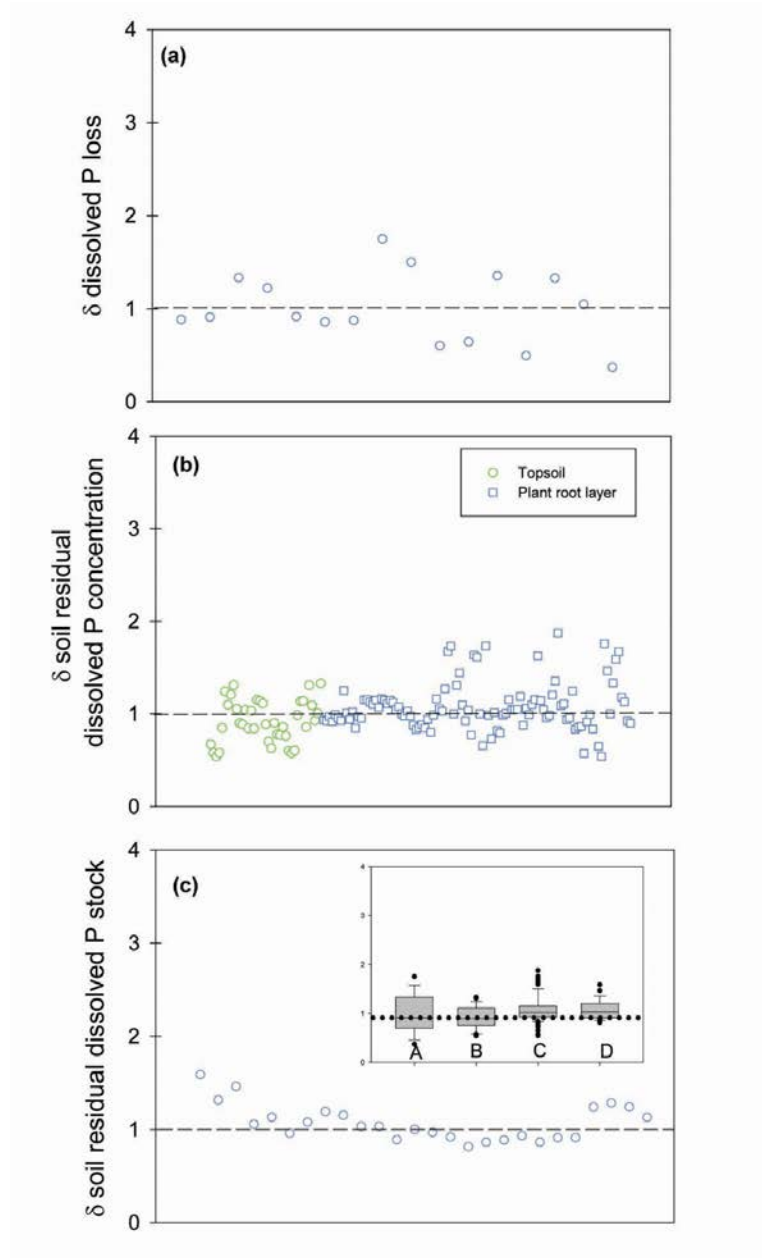 (a)
4
3
2
1
0
δ dissolved P loss
(b)
4
3
2
1
0
δ soil residual
dissolved P concentration
Topsoil
Plant root layer
(c)
4
3
2
1
0
δ soil residual dissolved P stock
4
3
2
1
0
A B C D